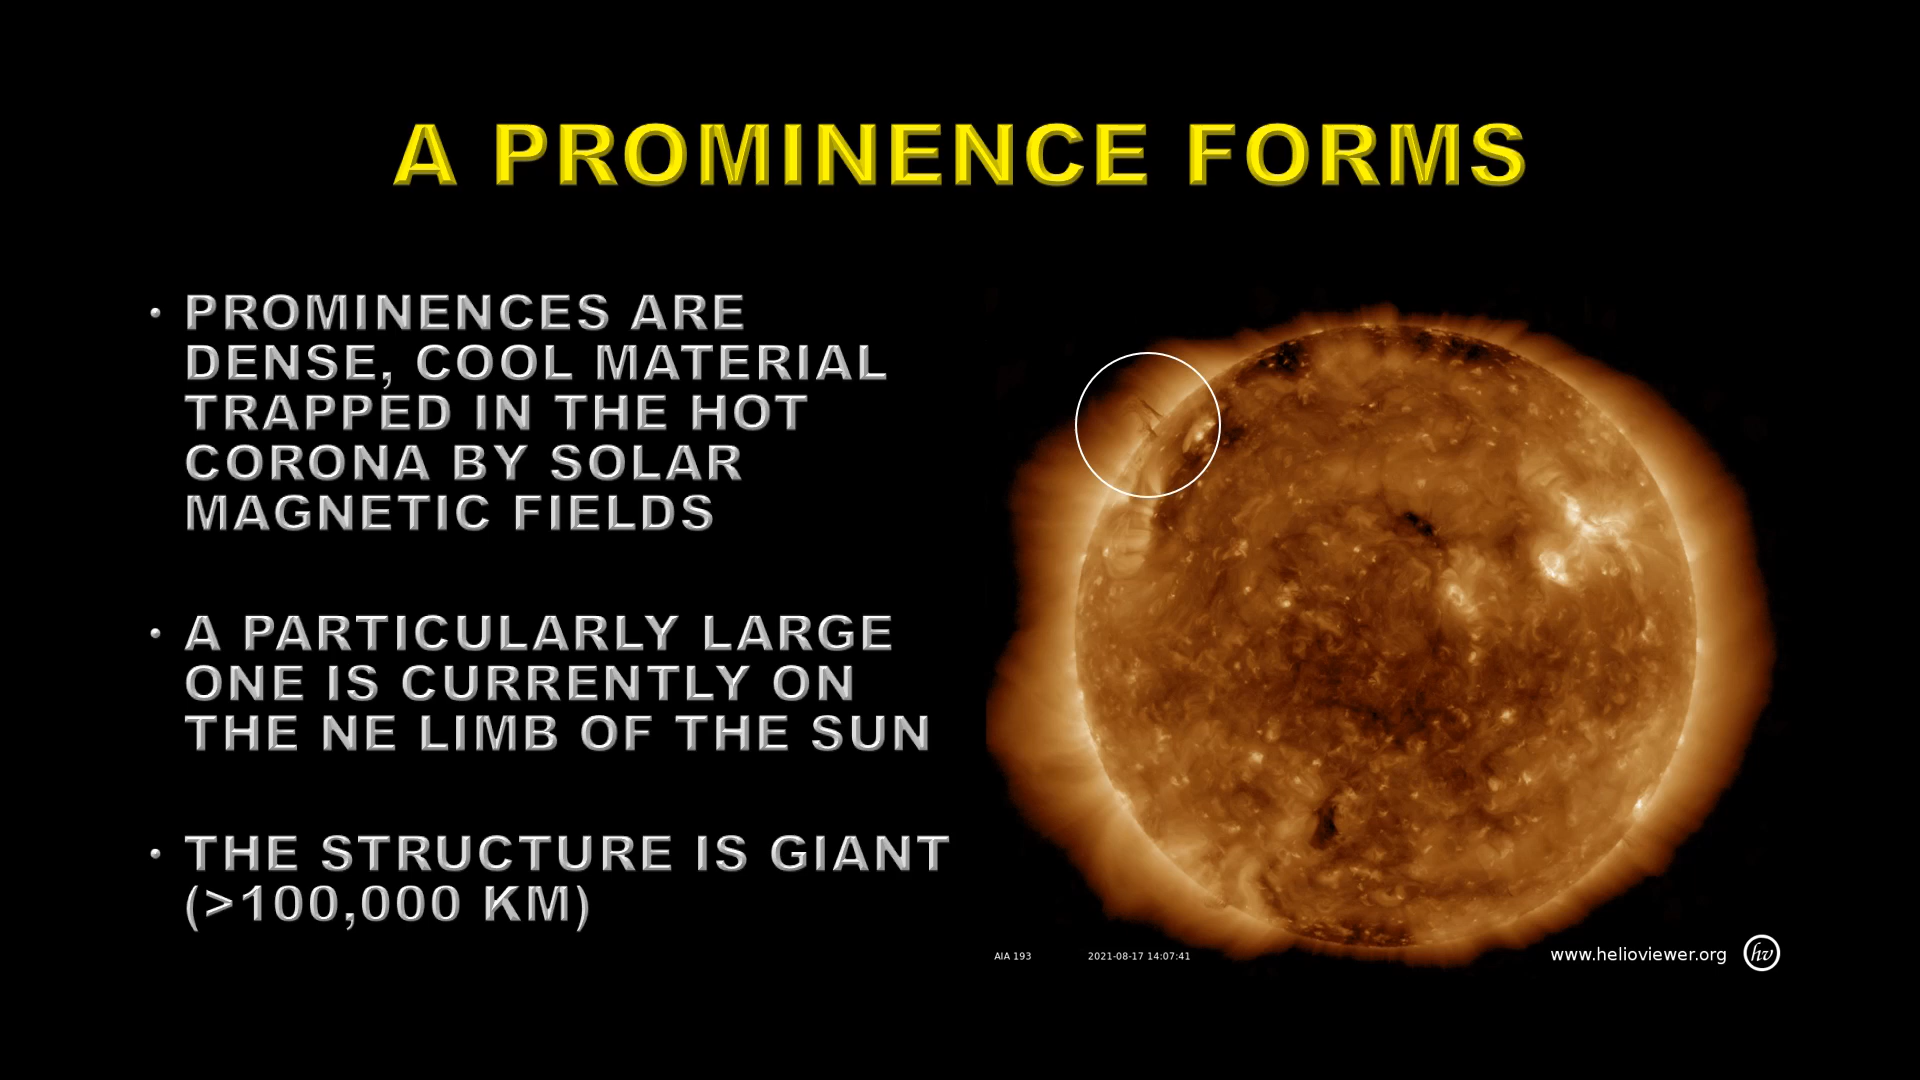 A PROMINENCE FORMS
• PROMINENCES ARE
DENSE, COOL MATERIAL
TRAPPED IN THE HOT
CORONA BY SOLAR
MAGNETIC FIELDS
• A PARTICULARLY LARGE
ONE IS CURRENTLY ON
THE NE LIMB OF THE SUN
• THE STRUCTURE IS GIANT
(>100,000 KM)
AIA 193 2021-08-17 14:07:41
www.helioviewer.org hv